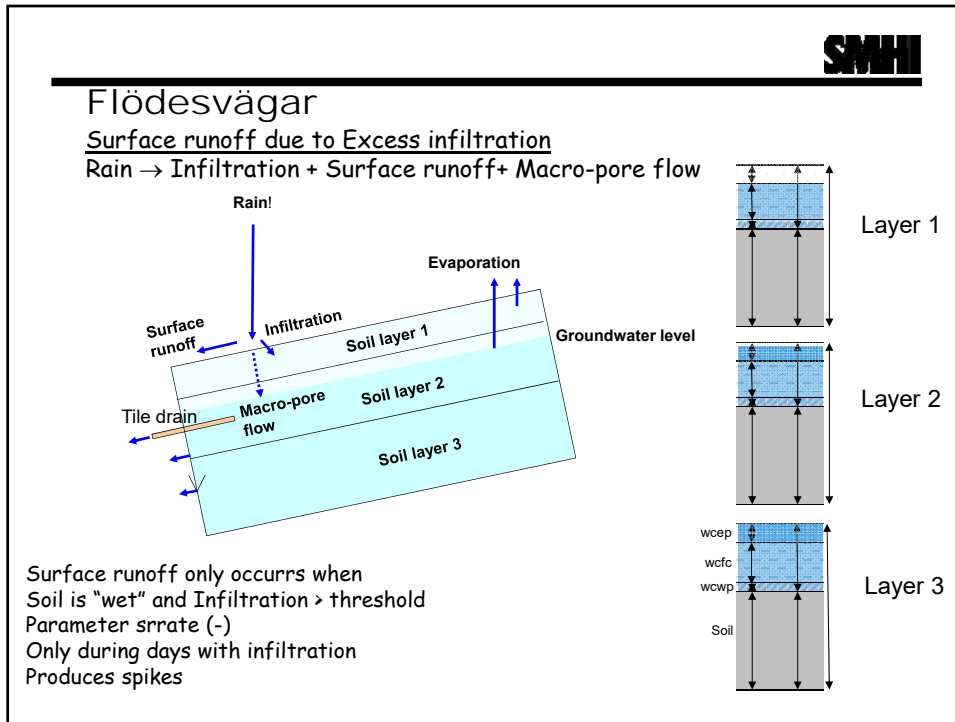 SMHI
Flödesvägar
Surface runoff due to Excess infiltration
Rain → Infiltration + Surface runoff+ Macro-pore flow
Rain!
Evaporation
Surface
runoff
Infiltration
Soil layer 1
Groundwater level
Soil layer 2
Macro-pore
flow
Tile drain
Soil layer 3
Layer 1
Layer 2
wcep
wcfc
wcwp
Soil
Layer 3
Surface runoff only occurrs when
Soil is "wet" and Infiltration > threshold
Parameter srrate (-)
Only during days with infiltration
Produces spikes